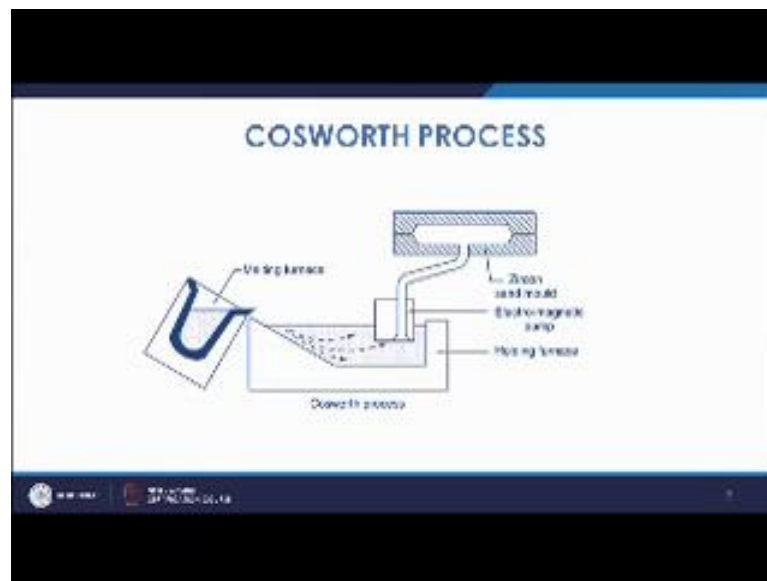 COSWORTH PROCESS
Melting furnace
Zircon
sand mould
Electro-magnetic
pump
Holding furnace
Cosworth process